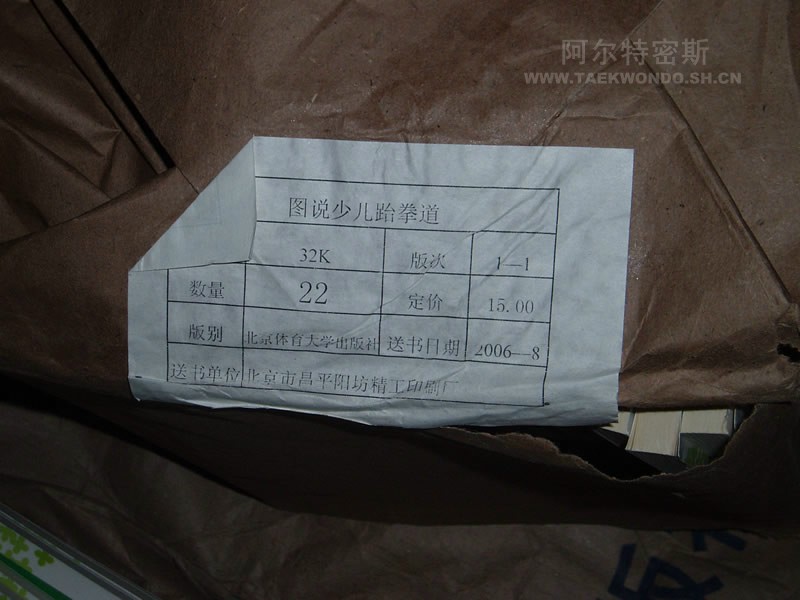 阿尔特密斯
WWW.TAEKWONDO.SH.CN
图说少儿跆拳道
32K 版次 1—1
数量 22 定价 15.00
版别 北京体育大学出版社 送书日期 2006—8
送书单位 北京市昌平阳坊精工印刷厂